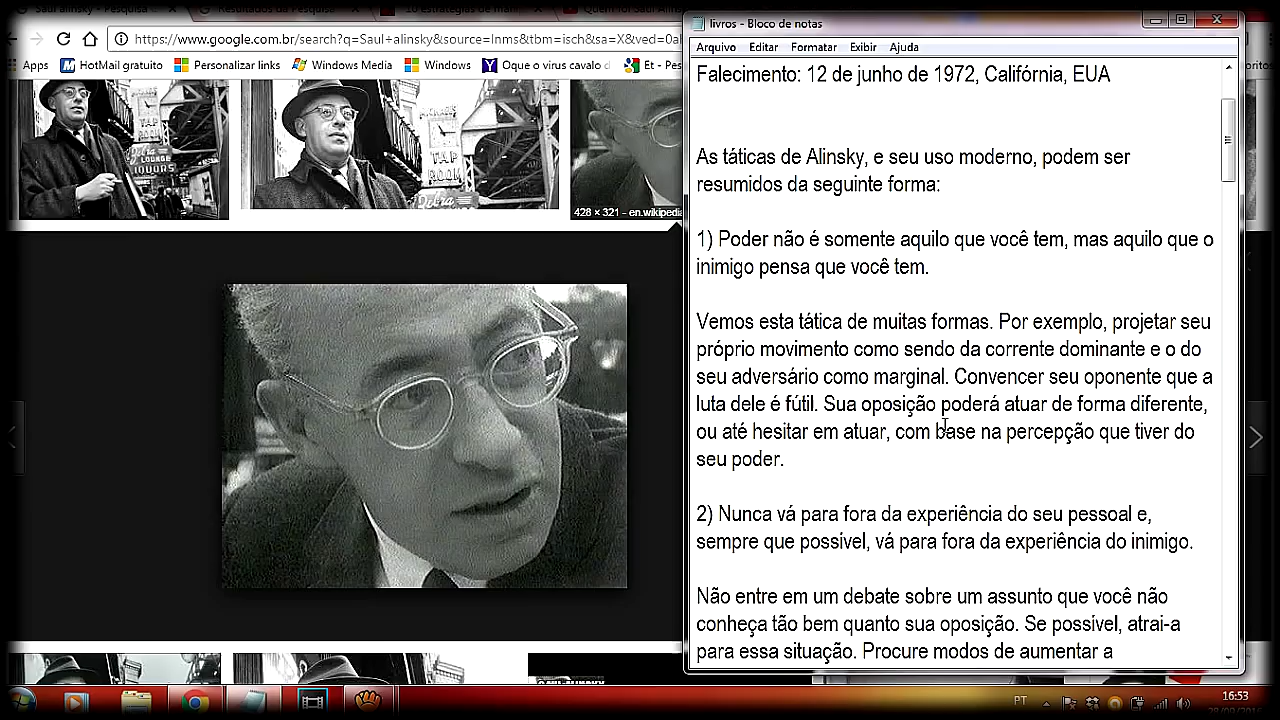 https://www.google.com.br/search?q=Saul+alinsky&source=lnms&tbm=isch&sa=X&ved=0al
Apps
HotMail gratuito
Personalizar links
Windows Media
Windows
Oque o virus cavalo d
Et - Pes
TAP
ROOM
LOUNGE
LIQUORS
TAP
ROOM
428 × 321 - en.wikipedia
livros - Bloco de notas
Arquivo Editar Formatar Exibir Ajuda
Falecimento: 12 de junho de 1972, Califórnia, EUA
As táticas de Alinsky, e seu uso moderno, podem ser
resumidos da seguinte forma:
1) Poder não é somente aquilo que você tem, mas aquilo que o
inimigo pensa que você tem.
Vemos esta tática de muitas formas. Por exemplo, projetar seu
próprio movimento como sendo da corrente dominante e o do
seu adversário como marginal. Convencer seu oponente que a
luta dele é fútil. Sua oposição poderá atuar de forma diferente,
ou até hesitar em atuar, com base na percepção que tiver do
seu poder.
2) Nunca vá para fora da experiência do seu pessoal e,
sempre que possível, vá para fora da experiência do inimigo.
Não entre em um debate sobre um assunto que você não
conheça tão bem quanto sua oposição. Se possível, atrai-a
para essa situação. Procure modos de aumentar a
PT
16:53